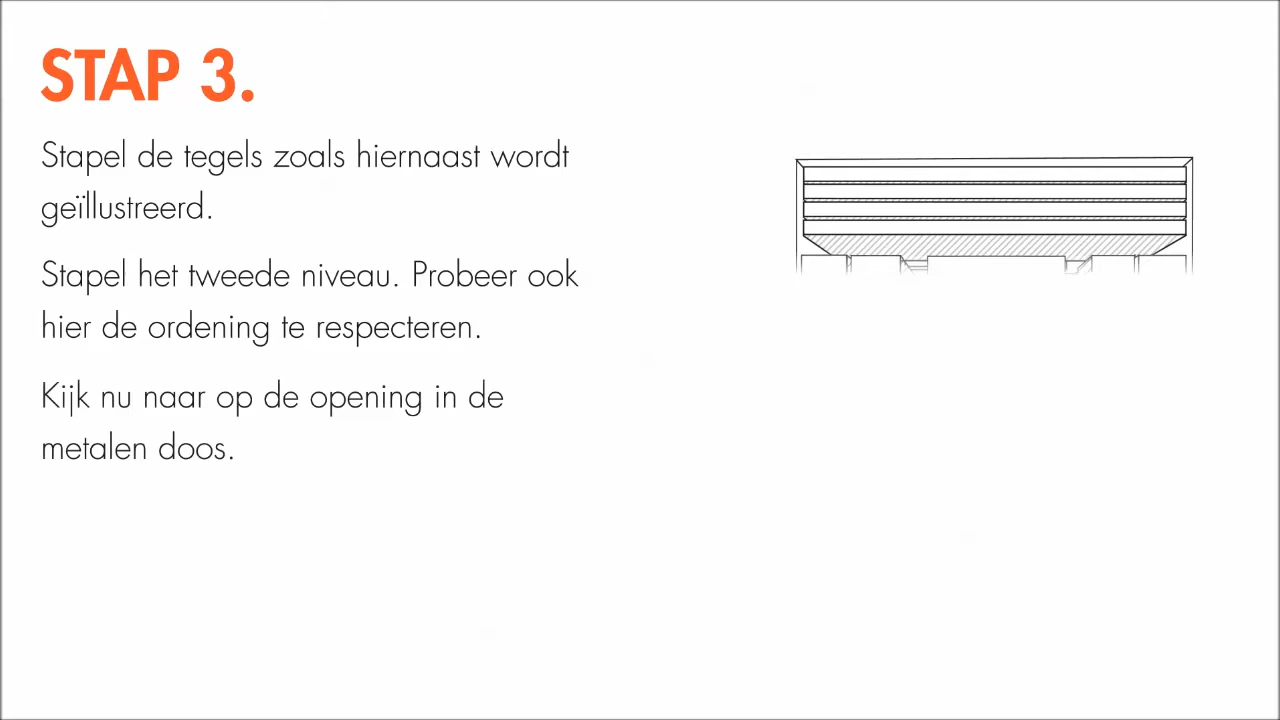 STAP 3.
Stapel de tegels zoals hiernaast wordt
geïllustreerd.
Stapel het tweede niveau. Probeer ook
hier de ordening te respecteren.
Kijk nu naar op de opening in de
metalen doos.